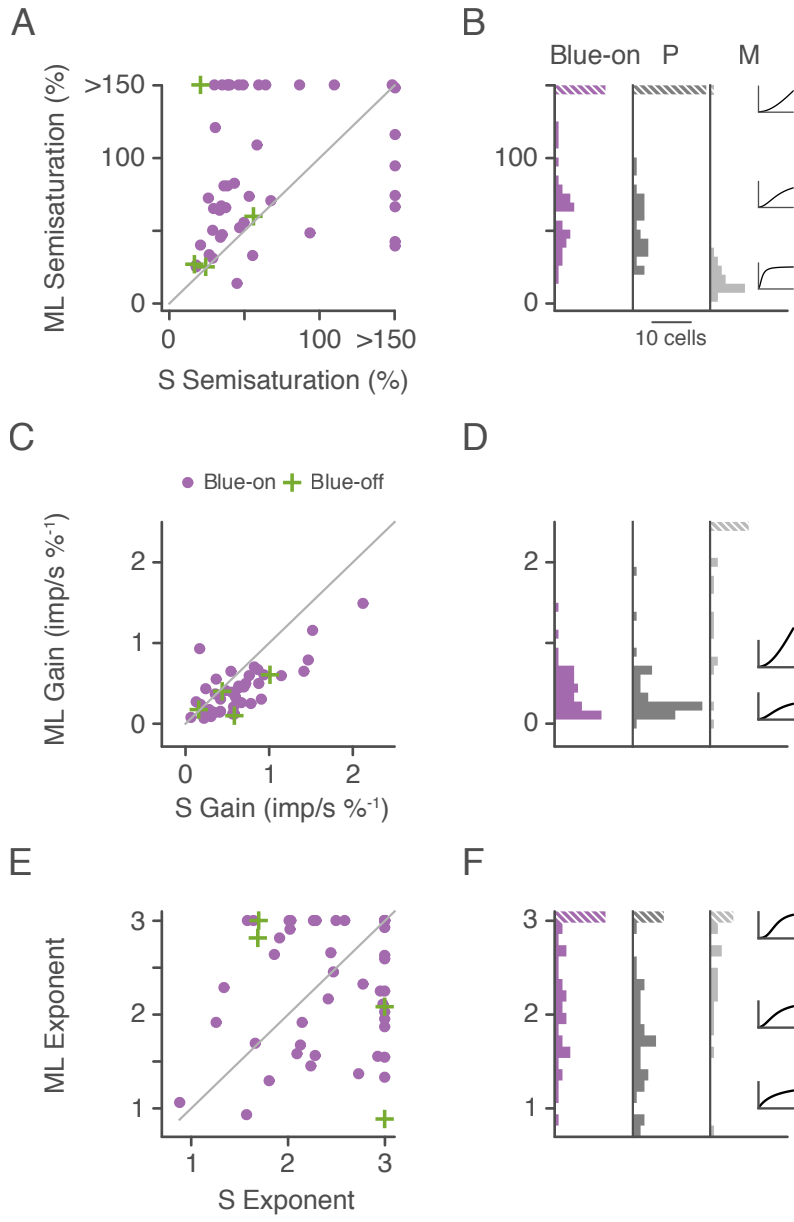 A
ML Semisaturation (%)
>150
100
0
0
100
>150
S Semisaturation (%)
B
Blue-on
P
M
100
0
10 cells
C
Blue-on
Blue-off
ML Gain (imp/s %-1)
2
1
0
0
1
2
S Gain (imp/s %-1)
D
2
0
E
ML Exponent
3
2
1
1
2
3
S Exponent
F
3
2
1